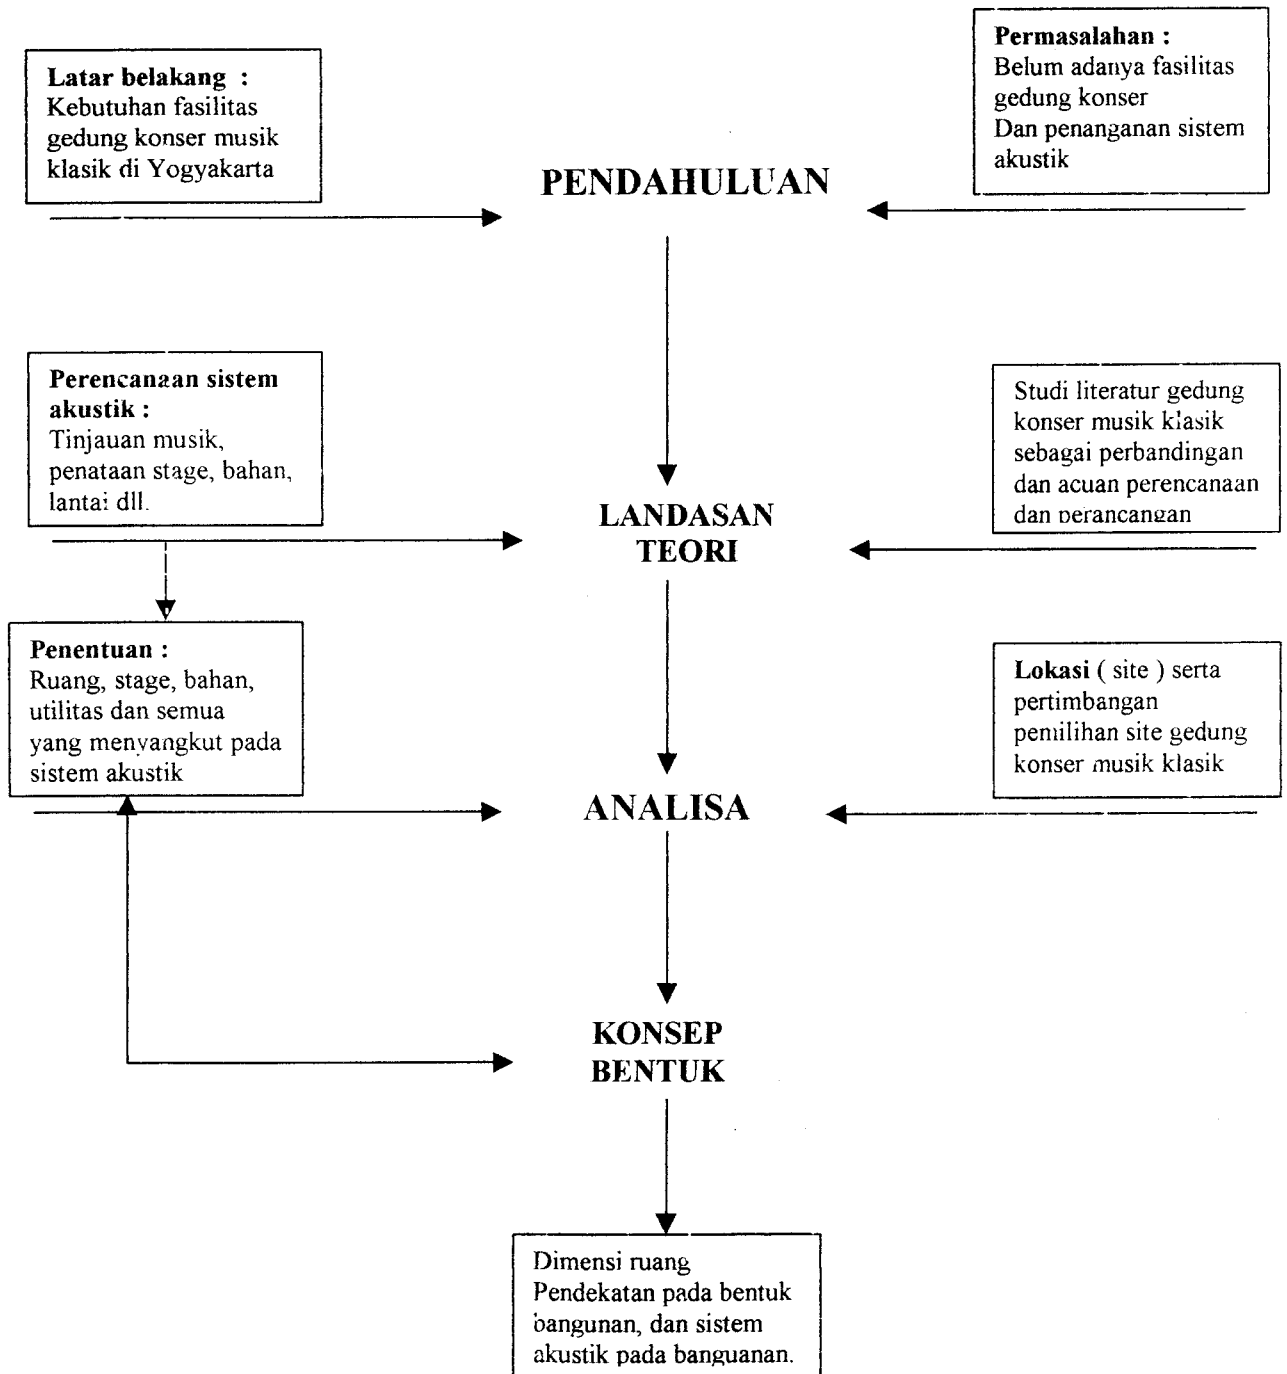 Latar belakang :
Kebutuhan fasilitas
gedung konser musik
klasik di Yogyakarta
Permasalahan :
Belum adanya fasilitas
gedung konser
Dan penanganan sistem
akustik
PENDAHULUAN
Perencanaan sistem
akustik :
Tinjauan musik,
penataan stage, bahan,
lantai dll.
Studi literatur gedung
konser musik klasik
sebagai perbandingan
dan acuan perencanaan
dan perancangan
LANDASAN
TEORI
Penentuan :
Ruang, stage, bahan,
utilitas dan semua
yang menyangkut pada
sistem akustik
Lokasi ( site ) serta
pertimbangan
pemilihan site gedung
konser musik klasik
ANALISA
KONSEP
BENTUK
Dimensi ruang
Pendekatan pada bentuk
bangunan, dan sistem
akustik pada banguanan.